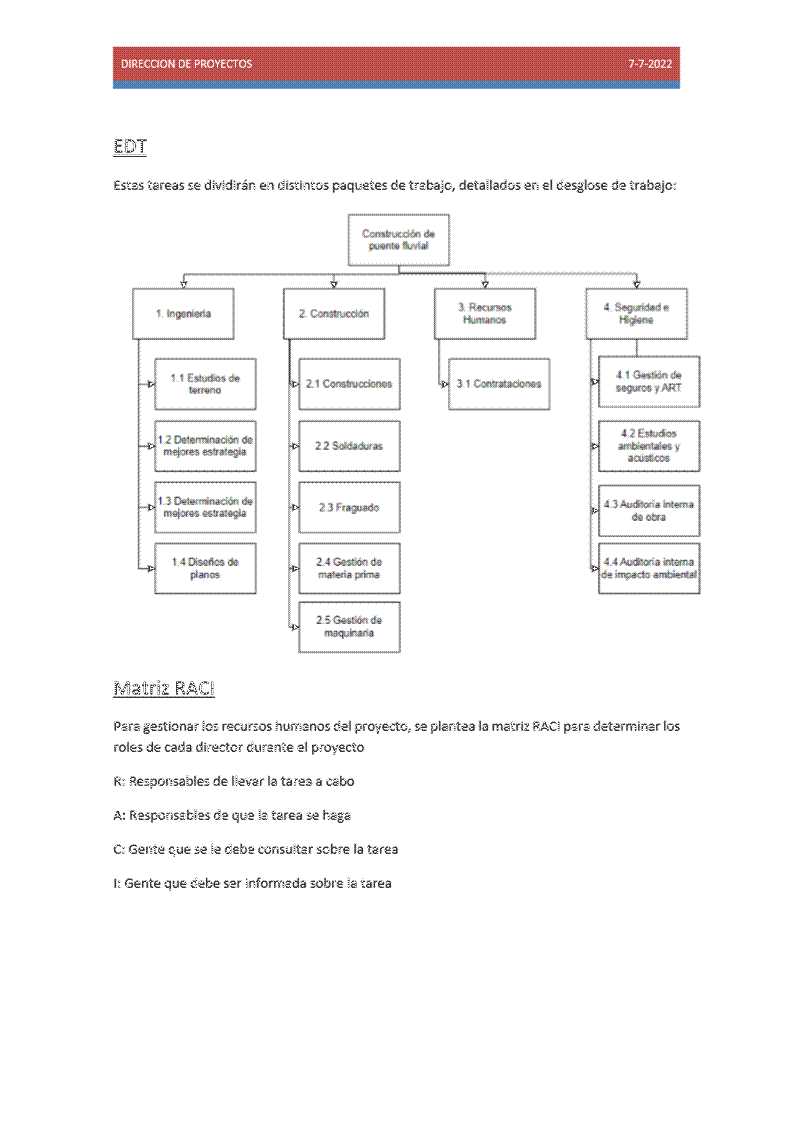 DIRECCION DE PROYECTOS 7-7-2022
EDT
Estas tareas se dividirán en distintos paquetes de trabajo, detallados en el desglose de trabajo:
Construcción de
puente fluvial
1. Ingenieria
2. Construcción
3. Recursos
Humanos
4. Seguridad e
Higiene
1.1 Estudios de
terreno
1.2 Determinación de
mejores estrategia
1.3 Determinación de
mejores estrategia
1.4 Diseños de
planos
2.1 Construcciones
2.2 Soldaduras
2.3 Fraguado
2.4 Gestión de
materia prima
2.5 Gestión de
maquinaria
3.1 Contrataciones
4.1 Gestión de
seguros y ART
4.2 Estudios
ambientales y
acústicos
4.3 Auditoría interna
de obra
4.4 Auditoría interna
de impacto ambiental
Matriz RACI
Para gestionar los recursos humanos del proyecto, se plantea la matriz RACI para determinar los
roles de cada director durante el proyecto
R: Responsables de llevar la tarea a cabo
A: Responsables de que la tarea se haga
C: Gente que se le debe consultar sobre la tarea
I: Gente que debe ser informada sobre la tarea